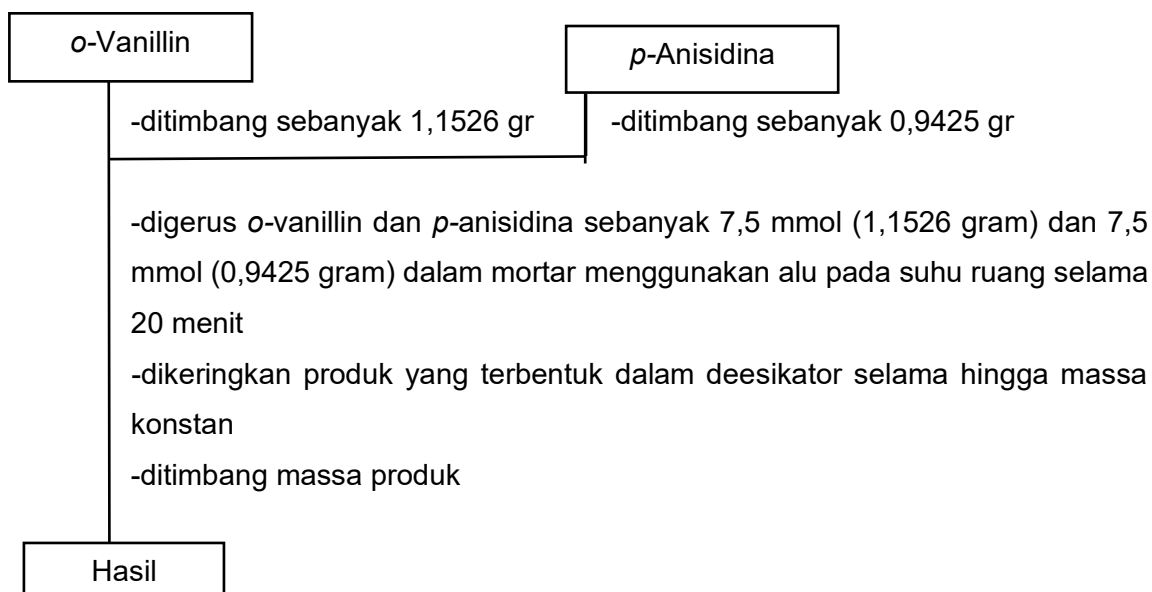 o-Vanillin
p-Anisidina
-ditimbang sebanyak 1,1526 gr
-ditimbang sebanyak 0,9425 gr
-digerus o-vanillin dan p-anisidina sebanyak 7,5 mmol (1,1526 gram) dan 7,5
mmol (0,9425 gram) dalam mortar menggunakan alu pada suhu ruang selama
20 menit
-dikeringkan produk yang terbentuk dalam deesikator selama hingga massa
konstan
-ditimbang massa produk
Hasil